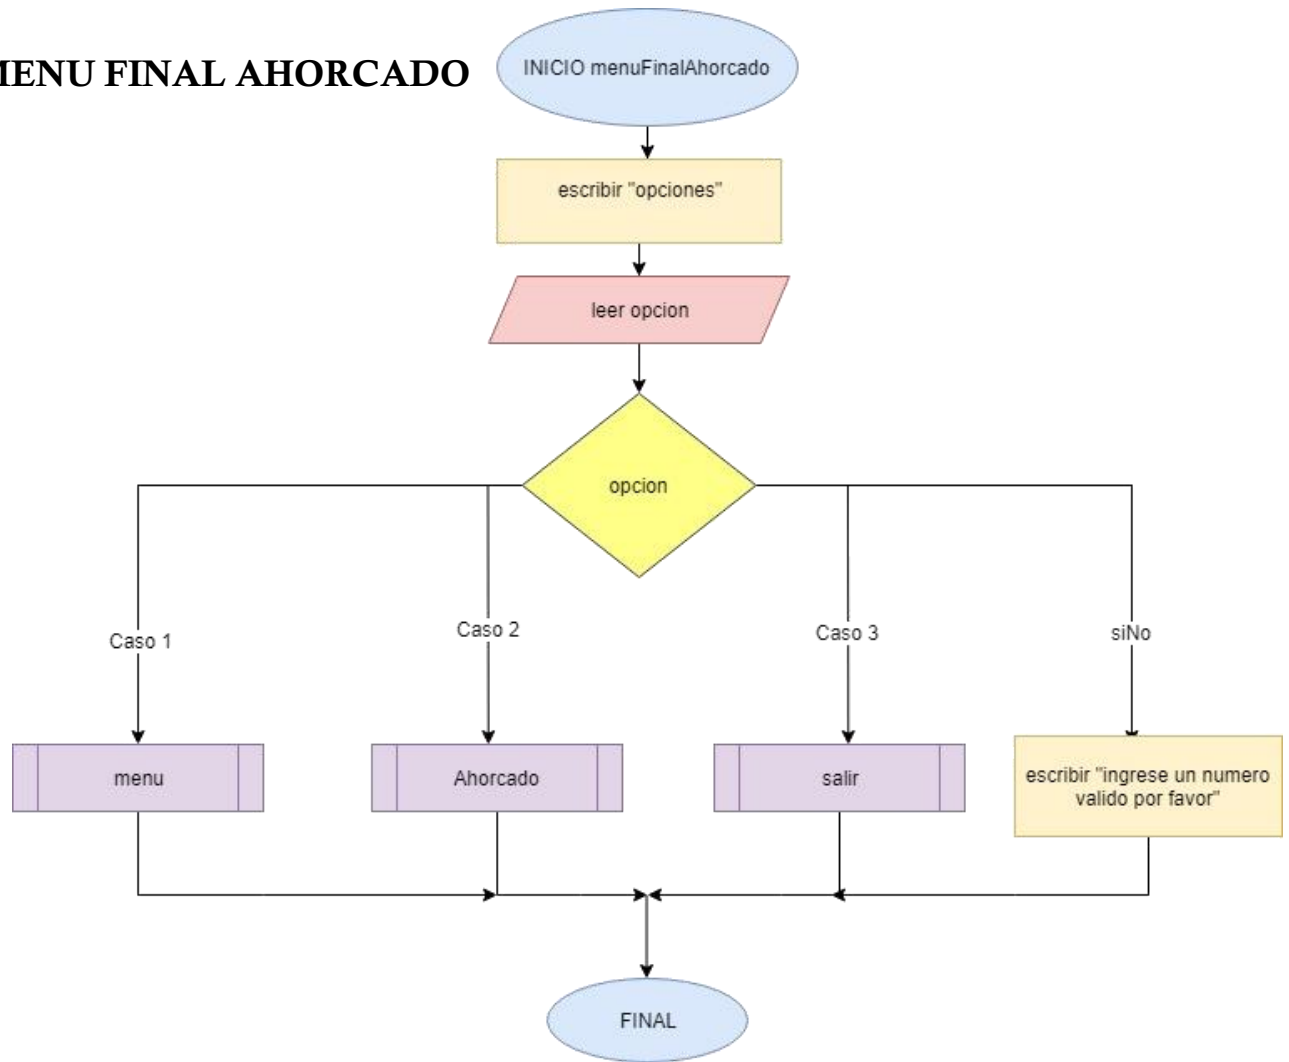 MENU FINAL AHORCADO
INICIO menuFinalAhorcado
escribir "opciones"
leer opcion
opcion
Caso 1
Caso 2
Caso 3
siNo
menu
Ahorcado
salir
escribir "ingrese un numero
valido por favor"
FINAL